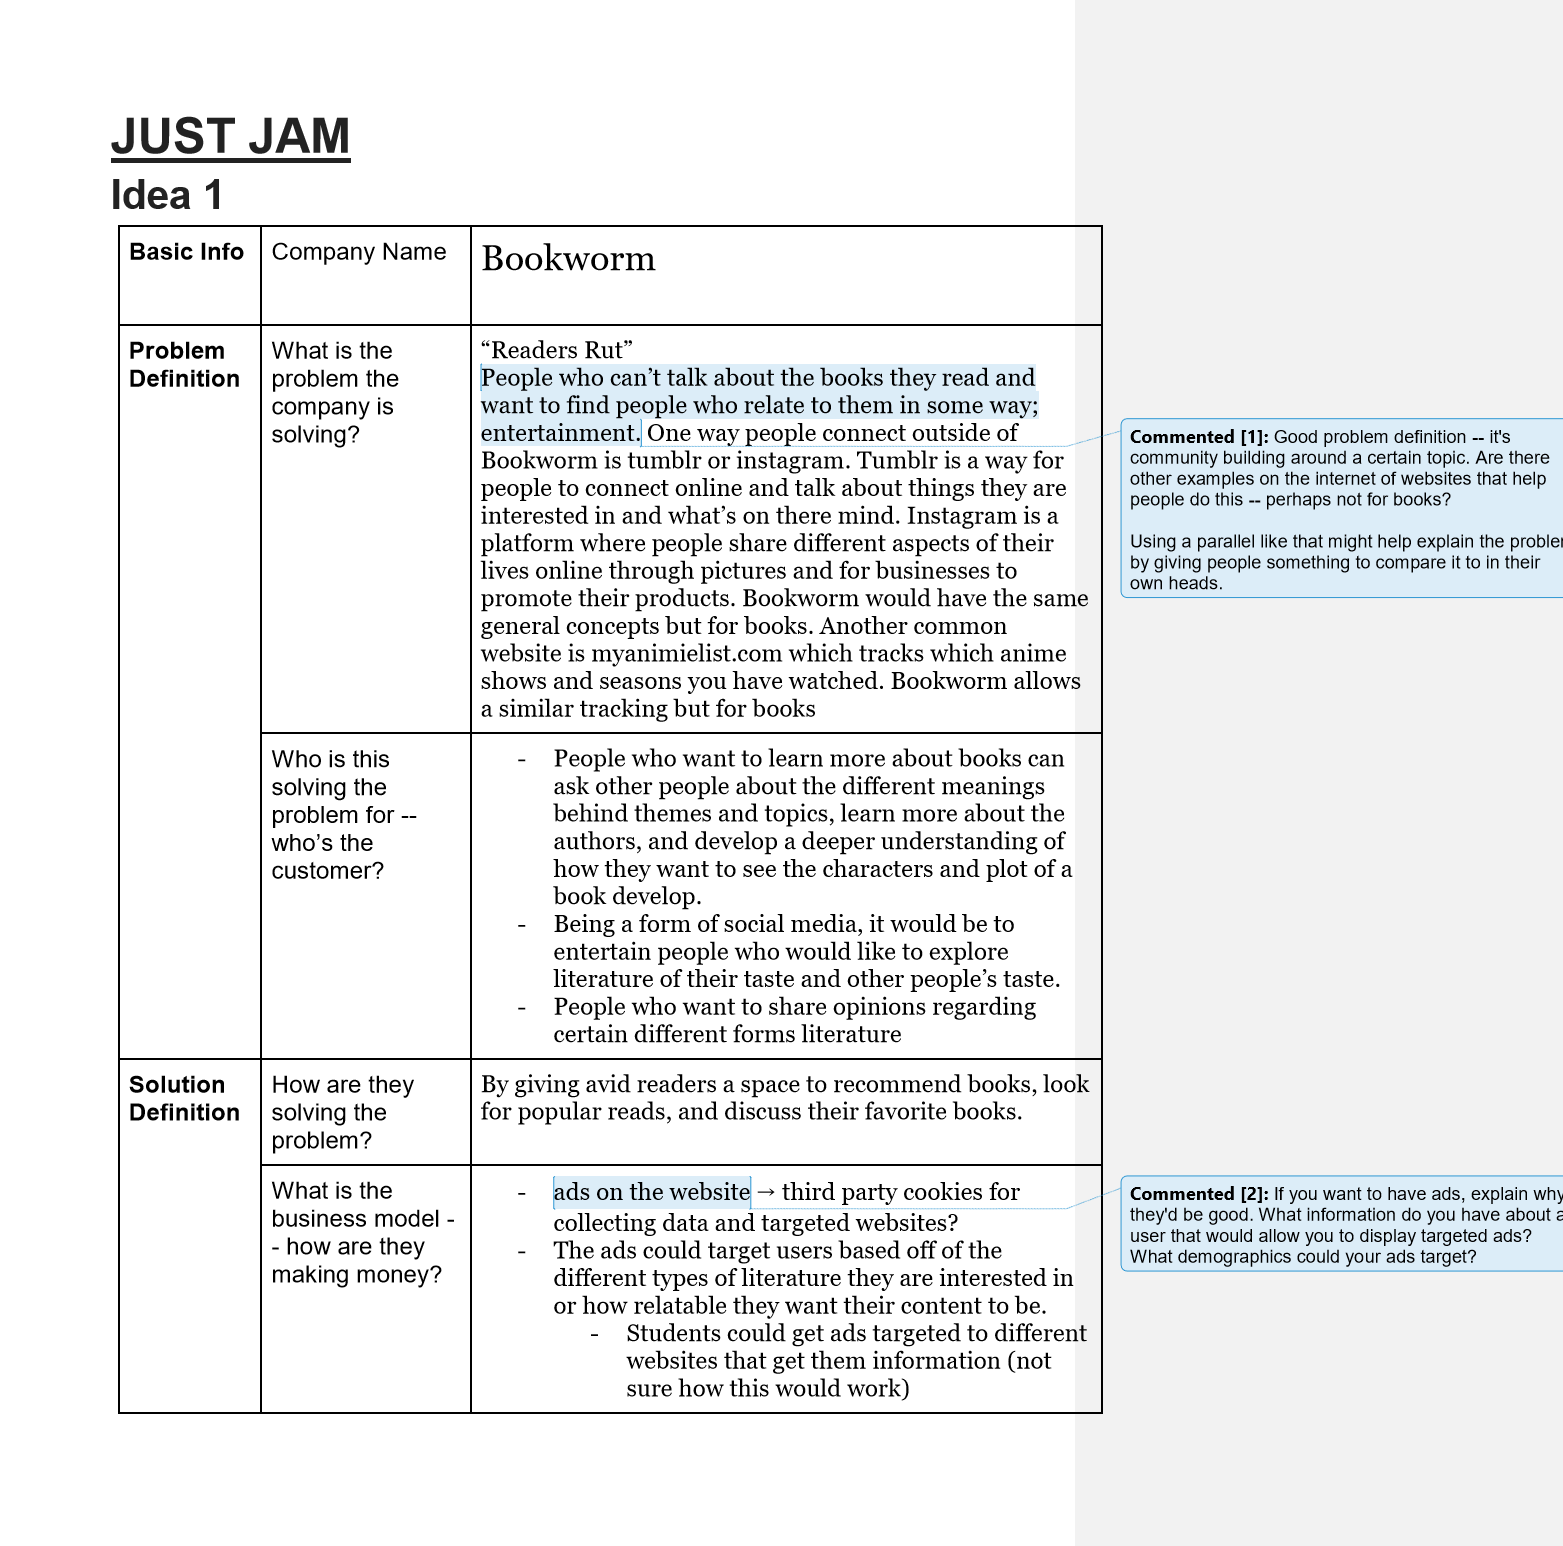 JUST JAM
Idea 1
Basic Info
Company Name
Bookworm
Problem
Definition
What is the
problem the
company is
solving?
“Readers Rut”
People who can’t talk about the books they read and
want to find people who relate to them in some way;
entertainment. One way people connect outside of
Bookworm is tumblr or instagram. Tumblr is a way for
people to connect online and talk about things they are
interested in and what’s on there mind. Instagram is a
platform where people share different aspects of their
lives online through pictures and for businesses to
promote their products. Bookworm would have the same
general concepts but for books. Another common
website is myanimielist.com which tracks which anime
shows and seasons you have watched. Bookworm allows
a similar tracking but for books
Commented [1]: Good problem definition -- it's
community building around a certain topic. Are there
other examples on the internet of websites that help
people do this -- perhaps not for books?
Using a parallel like that might help explain the proble
by giving people something to compare it to in their
own heads.
Who is this
solving the
problem for --
who’s the
customer?
- People who want to learn more about books can
ask other people about the different meanings
behind themes and topics, learn more about the
authors, and develop a deeper understanding of
how they want to see the characters and plot of a
book develop.
- Being a form of social media, it would be to
entertain people who would like to explore
literature of their taste and other people’s taste.
- People who want to share opinions regarding
certain different forms literature
Solution
Definition
How are they
solving the
problem?
By giving avid readers a space to recommend books, look
for popular reads, and discuss their favorite books.
What is the
business model -
- how are they
making money?
- ads on the website → third party cookies for
collecting data and targeted websites?
- The ads could target users based off of the
different types of literature they are interested in
or how relatable they want their content to be.
- Students could get ads targeted to different
websites that get them information (not
sure how this would work)
Commented [2]: If you want to have ads, explain why
they'd be good. What information do you have about a
user that would allow you to display targeted ads?
What demographics could your ads target?